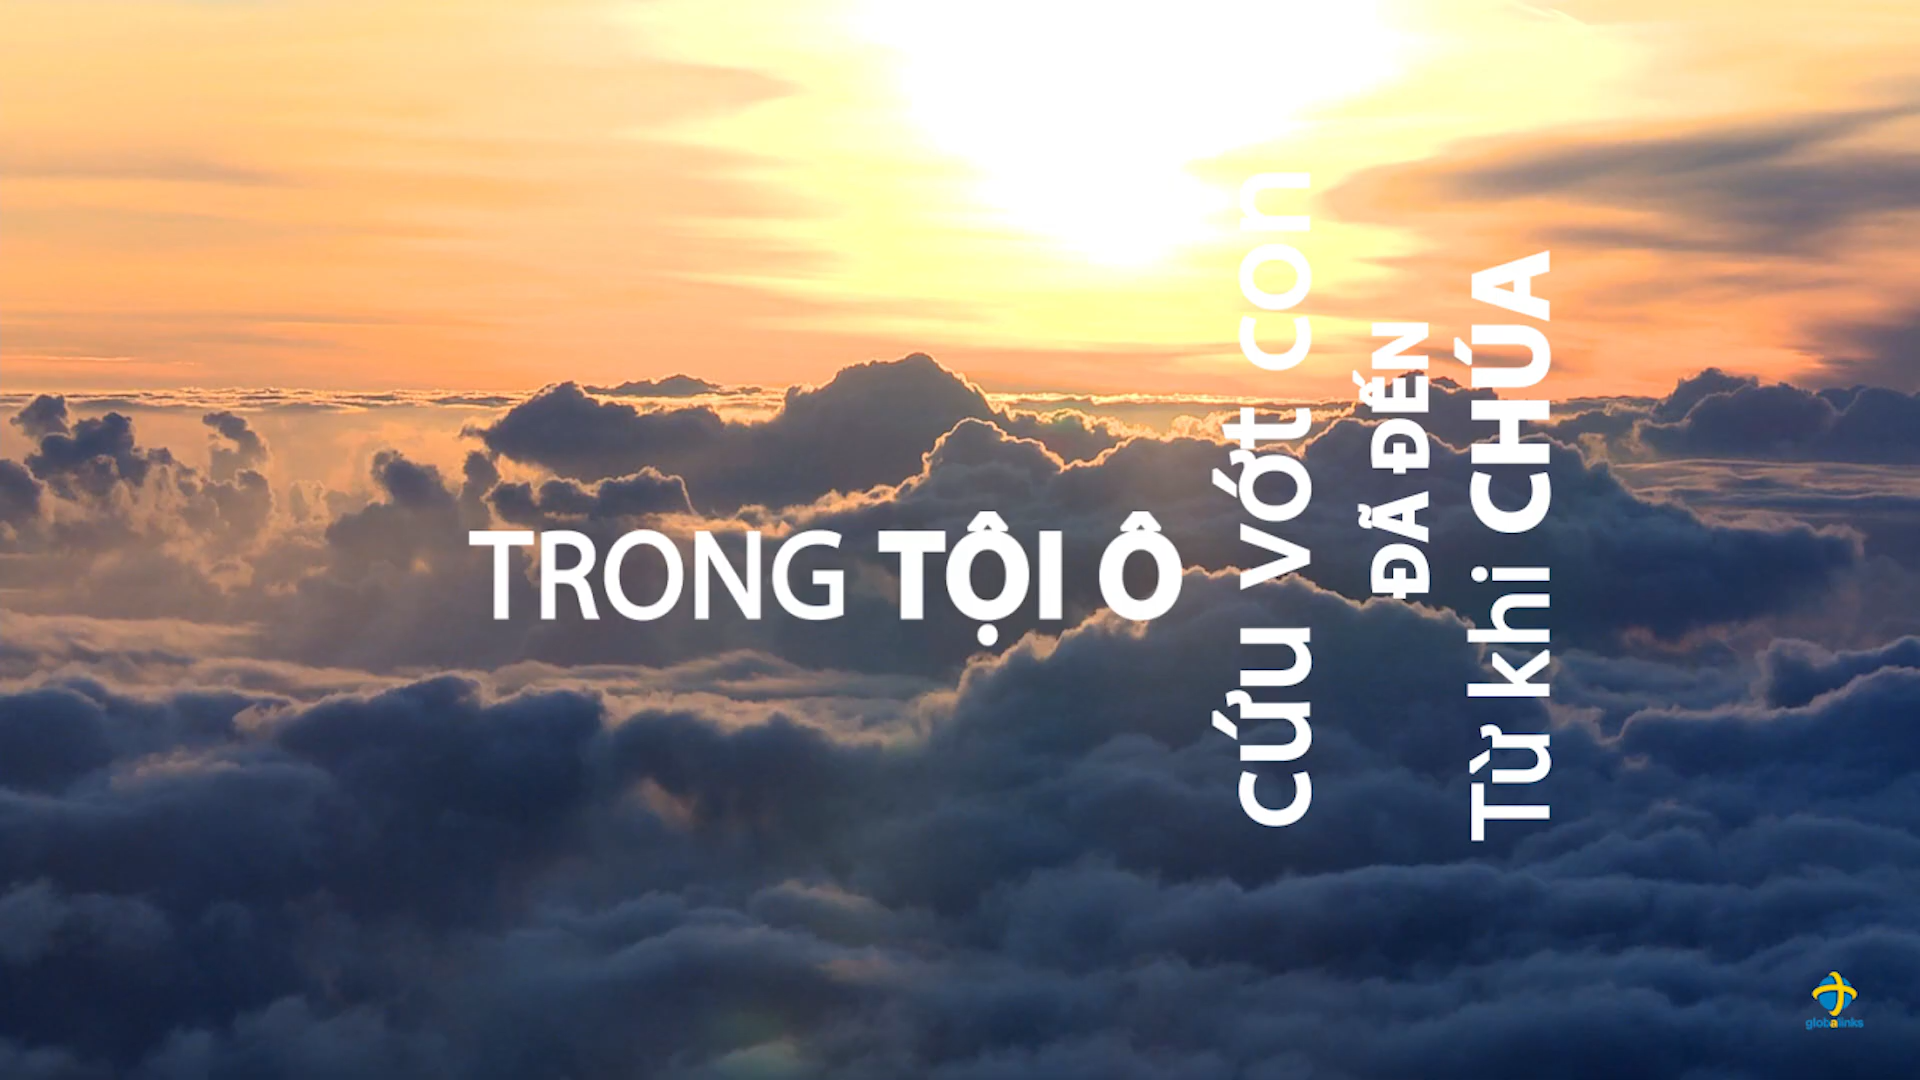 Từ khi CHÚA
ĐÃ ĐẾN
cứu vớt con
TRONG TỘI Ô
globalinks